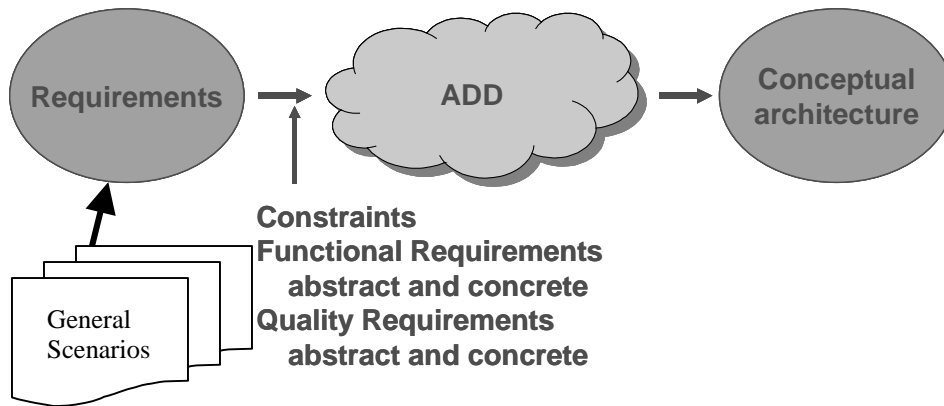 Requirements
ADD
Conceptual
architecture
Constraints
Functional Requirements
abstract and concrete
Quality Requirements
abstract and concrete
General
Scenarios